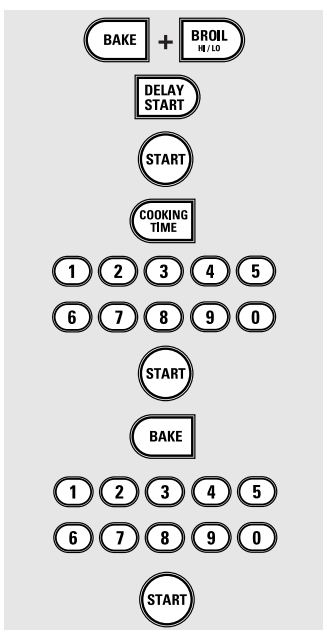 BAKE + BROIL
HI / LO
DELAY
START
START
COOKING
TIME
1 2 3 4 5
6 7 8 9 0
START
BAKE
1 2 3 4 5
6 7 8 9 0
START